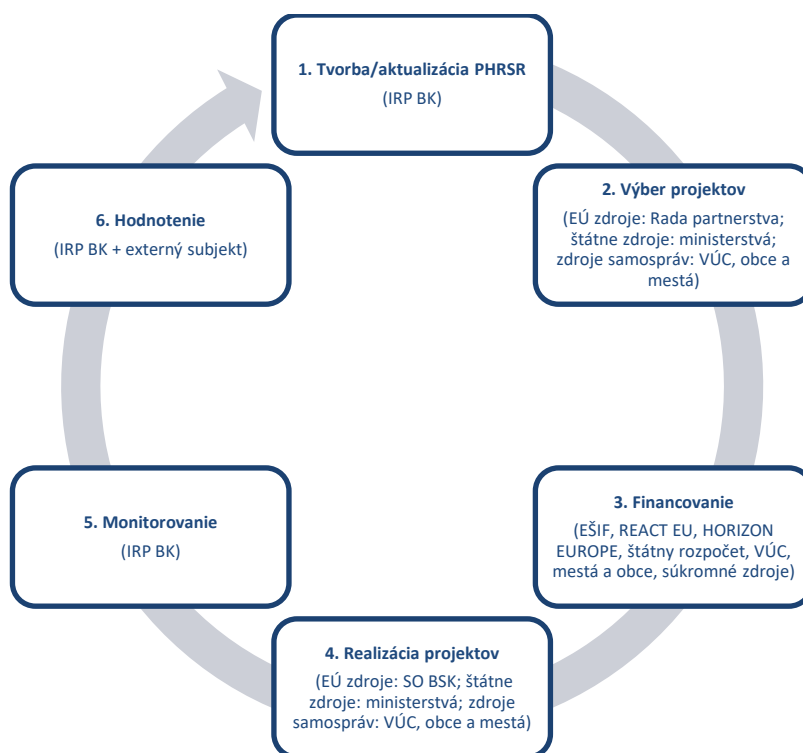 1. Tvorba/aktualizácia PHRSR
(IRP BK)
2. Výber projektov
(EÚ zdroje: Rada partnerstva;
štátne zdroje: ministerstvá;
zdroje samospráv: VÚC, obce a
mestá)
3. Financovanie
(EŠIF, REACT EU, HORIZON
EUROPE, štátny rozpočet, VÚC,
mestá a obce, súkromné zdroje)
4. Realizácia projektov
(EÚ zdroje: SO BSK; štátne
zdroje: ministerstvá; zdroje
samospráv: VÚC, obce a mestá)
5. Monitorovanie
(IRP BK)
6. Hodnotenie
(IRP BK + externý subjekt)